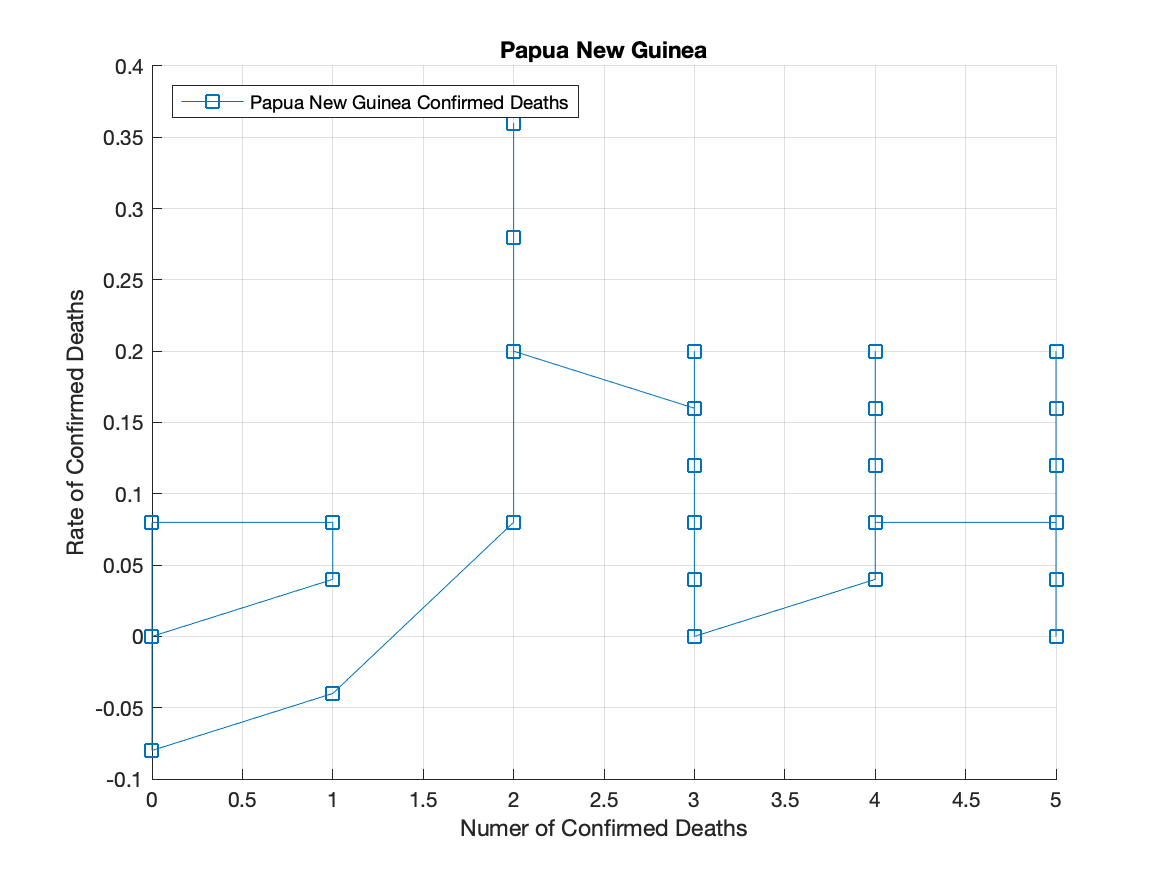 Papua New Guinea
0.4
Papua New Guinea Confirmed Deaths
0.35
0.3
0.25
0.2
0.15
0.1
0.05
0
-0.05
-0.1
Rate of Confirmed Deaths
0 0.5 1 1.5 2 2.5 3 3.5 4 4.5 5
Numer of Confirmed Deaths